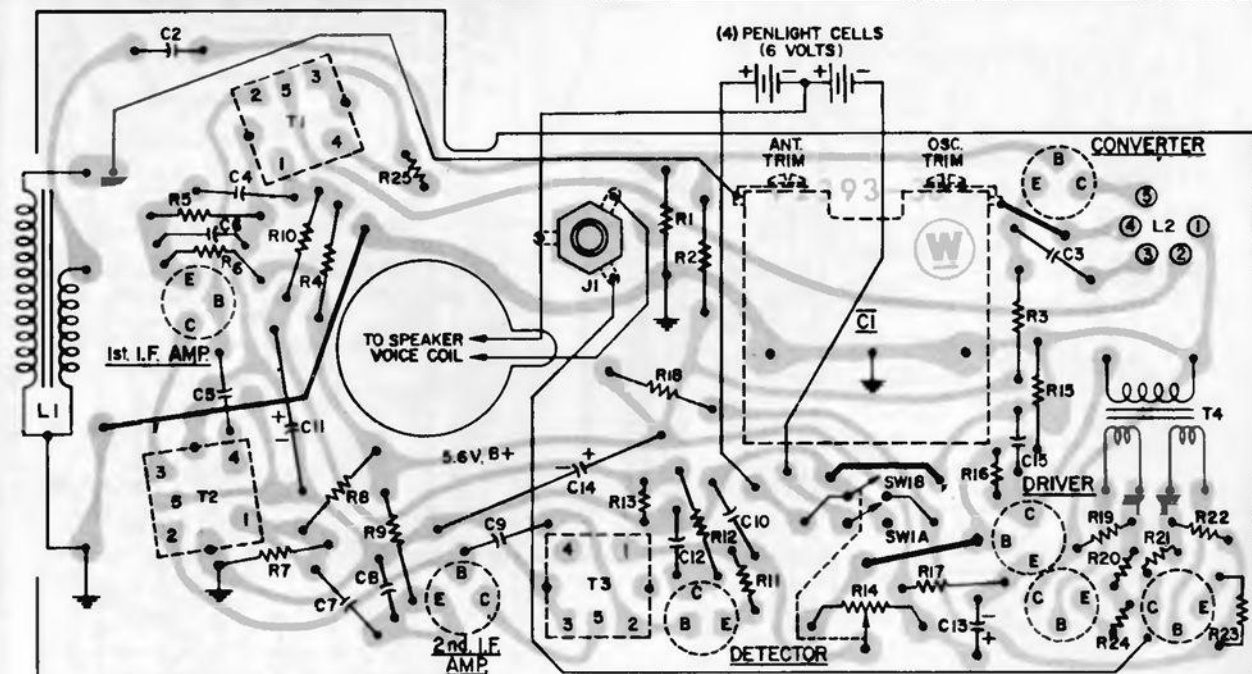 C2
(4) PENLIGHT CELLS
(6 VOLTS)
+ - + -
2 5 3
T1
1 4
ANT.
TRIM
OSC.
TRIM
CONVERTER
B
E C
5
4 L2 1
3 2
W
R25
C4
R5
R6
R10
R4
J1
R1
R2
C3
E
B
C
1st. I.F. AMP.
TO SPEAKER
VOICE COIL
C1
R3
R15
L1
C5
+
-
C11
R18
T4
3 4
5 T2
2 1
5.6V, B+
- +
C14
R8
R9
R13
C9
C12
R12
C10
R11
SW1B
SW1A
R16
C15
DRIVER
C
B
E
R19
R20
R21
R22
R7
C7
C8
B
E C
2nd. I.F.
AMP.
4 1
T3
3 5 2
C
B E
DETECTOR
R14
R17
C13
-
+
C E
B
R24
C
E
B
R23